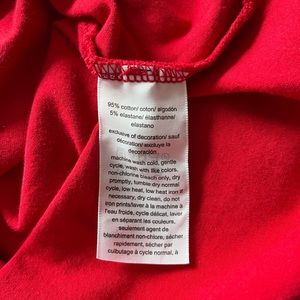 95% cotton/coton/ algodón
5% elastane/ élasthanne/
elastano
exclusive of decoration/ sauf
décoration/ excluye la
decoración
machine wash cold, gentle
cycle, wash with like colors.
non-chlorine bleach only, dry
promptly, tumble dry normal
cycle, low heat, low heat iron if
necessary, dry clean, do not
iron prints/laver à la machine à
l'eau froide, cycle délicat, laver
en séparant les couleurs,
seulement agent de
blanchiment non-chlore, sécher
rapidement, sécher par
culbutage à cycle normal, à